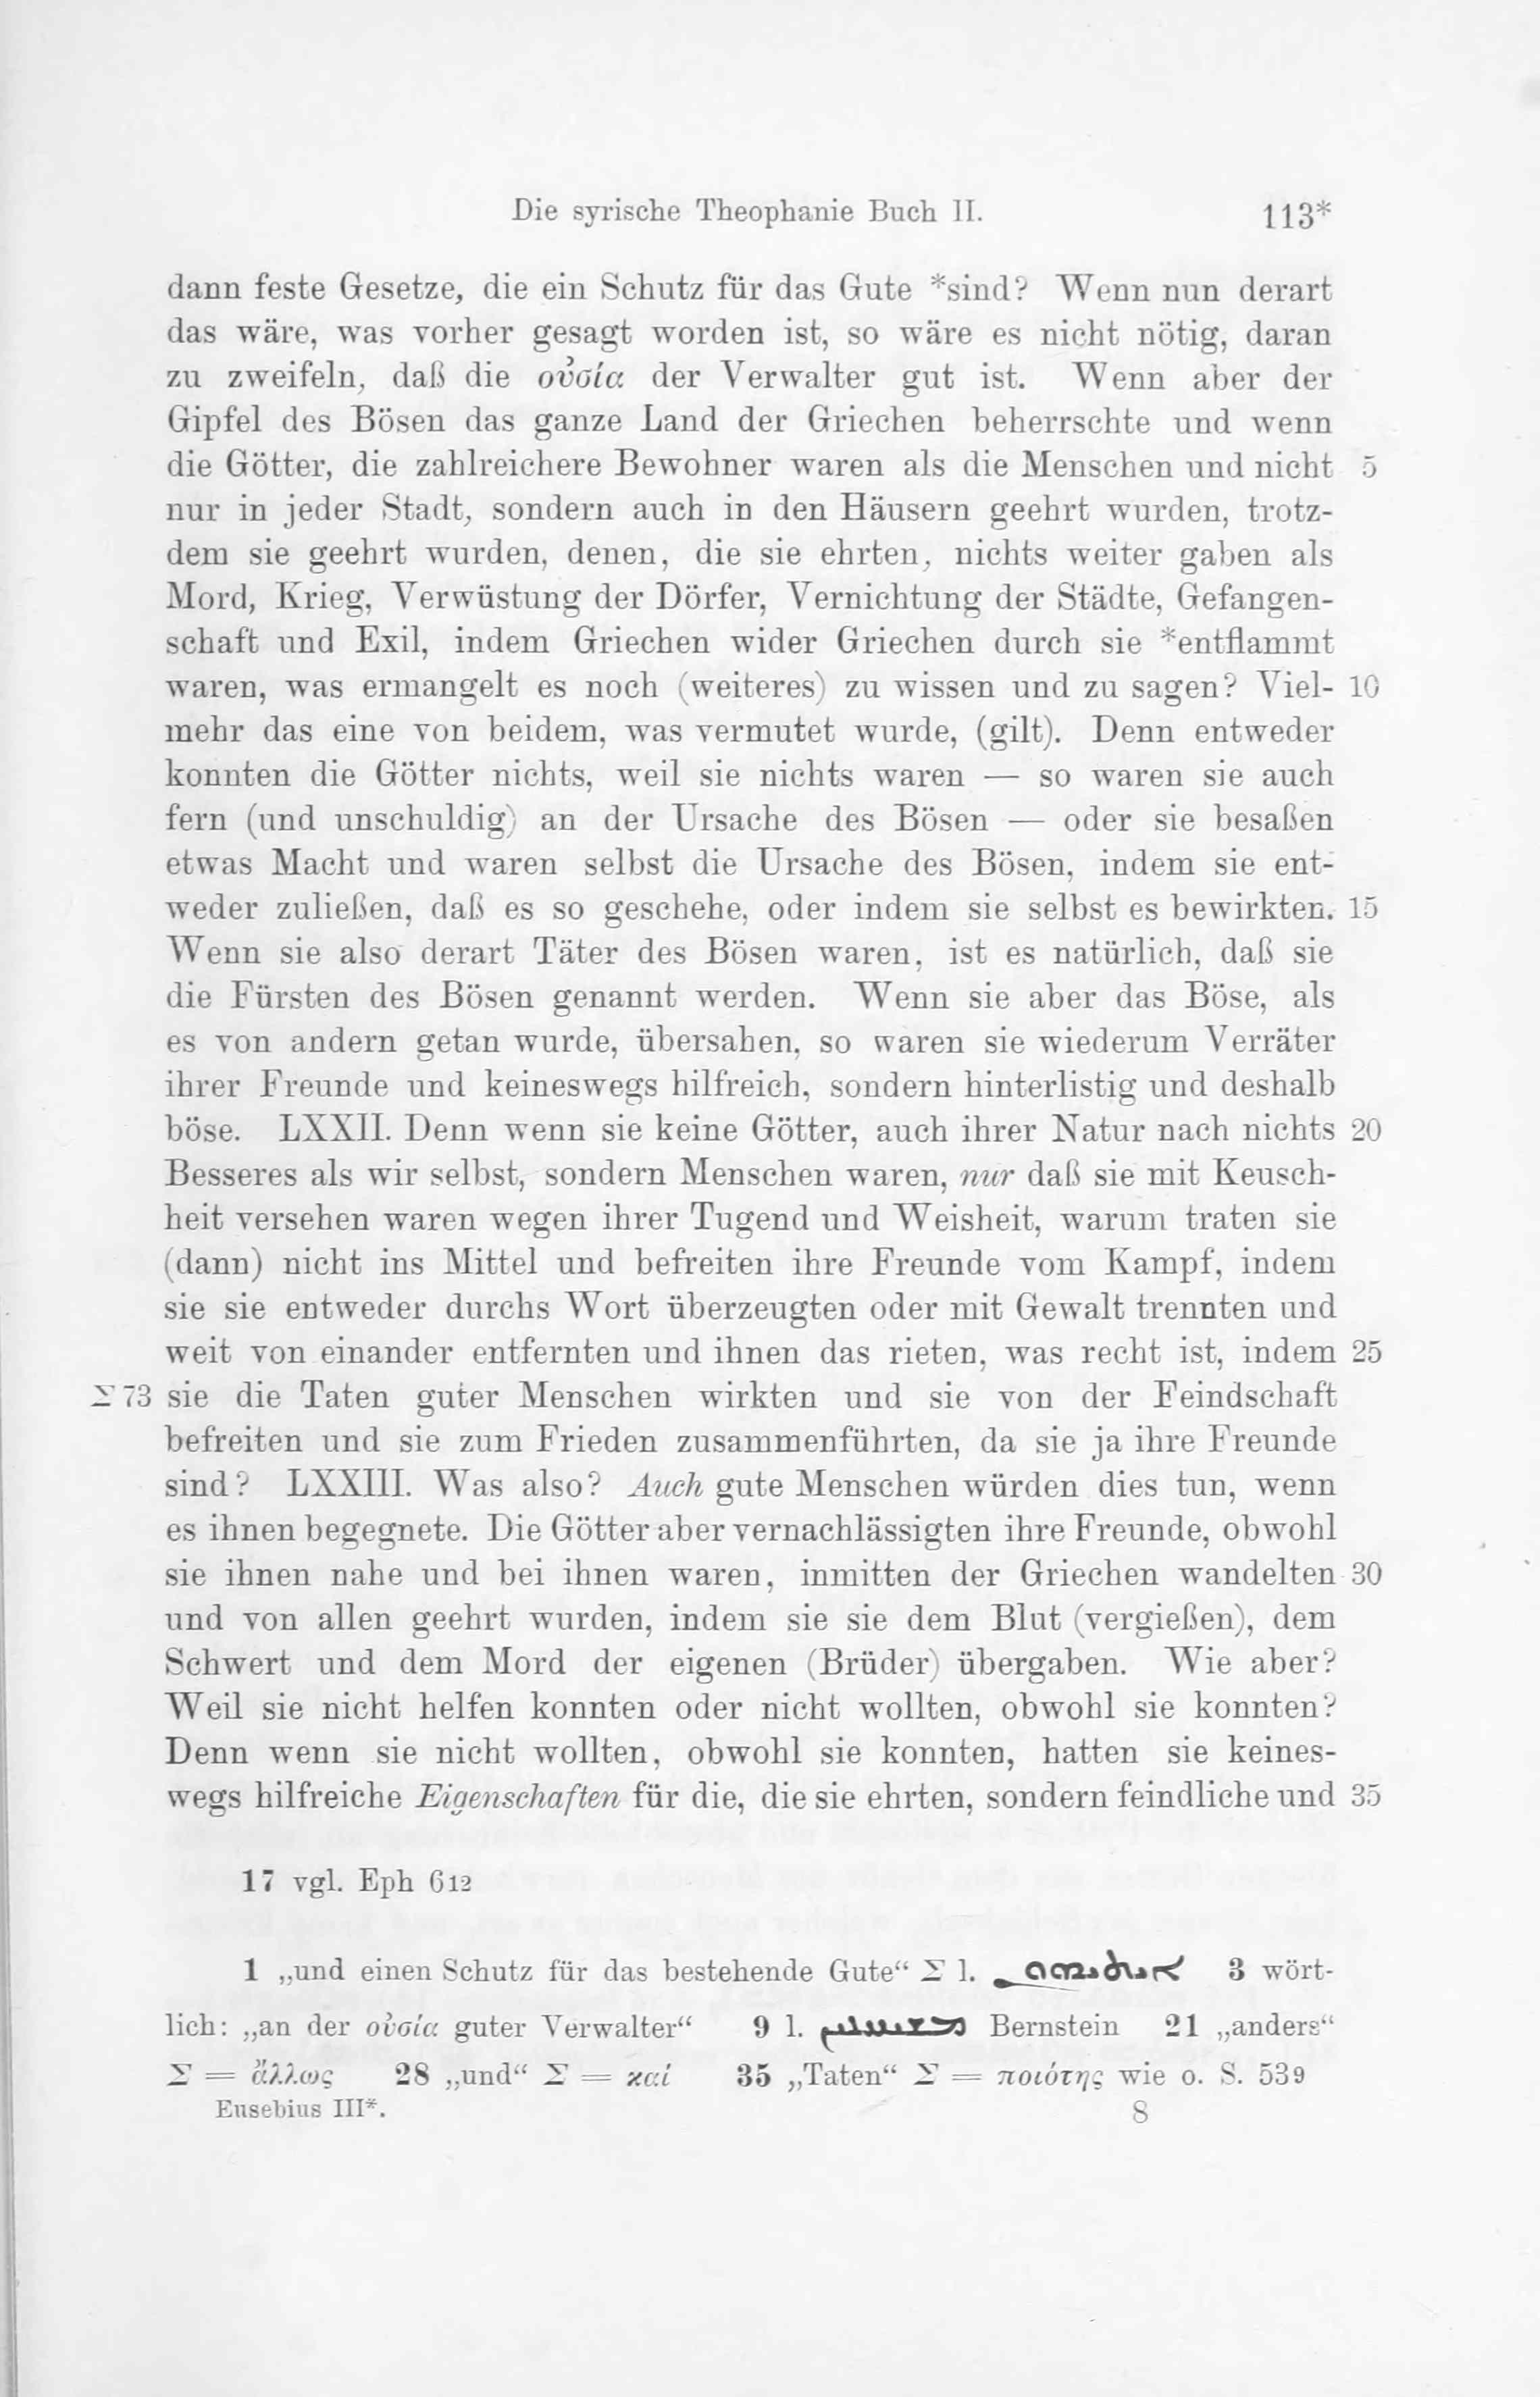 Die syrische Theophanie Buch II. 113*
dann feste Gesetze, die ein Schutz für das Gute *sind? Wenn nun derart
das wäre, was vorher gesagt worden ist, so wäre es nicht nötig, daran
zu zweifeln, daß die οὐσία der Verwalter gut ist. Wenn aber der
Gipfel des Bösen das ganze Land der Griechen beherrschte und wenn
die Götter, die zahlreichere Bewohner waren als die Menschen und nicht 5
nur in jeder Stadt, sondern auch in den Häusern geehrt wurden, trotz-
dem sie geehrt wurden, denen, die sie ehrten, nichts weiter gaben als
Mord, Krieg, Verwüstung der Dörfer, Vernichtung der Städte, Gefangen-
schaft und Exil, indem Griechen wider Griechen durch sie *entflammt
waren, was ermangelt es noch (weiteres) zu wissen und zu sagen? Viel- 10
mehr das eine von beidem, was vermutet wurde, (gilt). Denn entweder
konnten die Götter nichts, weil sie nichts waren — so waren sie auch
fern (und unschuldig) an der Ursache des Bösen — oder sie besaßen
etwas Macht und waren selbst die Ursache des Bösen, indem sie ent-
weder zuließen, daß es so geschehe, oder indem sie selbst es bewirkten. 15
Wenn sie also derart Täter des Bösen waren, ist es natürlich, daß sie
die Fürsten des Bösen genannt werden. Wenn sie aber das Böse, als
es von andern getan wurde, übersahen, so waren sie wiederum Verräter
ihrer Freunde und keineswegs hilfreich, sondern hinterlistig und deshalb
böse. LXXII. Denn wenn sie keine Götter, auch ihrer Natur nach nichts 20
Besseres als wir selbst, sondern Menschen waren, nur daß sie mit Keusch-
heit versehen waren wegen ihrer Tugend und Weisheit, warum traten sie
(dann) nicht ins Mittel und befreiten ihre Freunde vom Kampf, indem
sie sie entweder durchs Wort überzeugten oder mit Gewalt trennten und
weit von einander entfernten und ihnen das rieten, was recht ist, indem 25
Σ 73 sie die Taten guter Menschen wirkten und sie von der Feindschaft
befreiten und sie zum Frieden zusammenführten, da sie ja ihre Freunde
sind? LXXIII. Was also? Auch gute Menschen würden dies tun, wenn
es ihnen begegnete. Die Götter aber vernachlässigten ihre Freunde, obwohl
sie ihnen nahe und bei ihnen waren, inmitten der Griechen wandelten 30
und von allen geehrt wurden, indem sie sie dem Blut (vergießen), dem
Schwert und dem Mord der eigenen (Brüder) übergaben. Wie aber?
Weil sie nicht helfen konnten oder nicht wollten, obwohl sie konnten?
Denn wenn sie nicht wollten, obwohl sie konnten, hatten sie keines-
wegs hilfreiche Eigenschaften für die, die sie ehrten, sondern feindliche und 35
17 vgl. Eph 6 12
1 „und einen Schutz für das bestehende Gute“ Σ l. 3 wört-
lich: „an der οὐσία guter Verwalter“ 9 l. Bernstein 21 „anders“
Σ = ἄλλως 28 „und“ Σ = καί 35 „Taten“ Σ = ποιότης wie o. S. 53 9
Eusebius III*. 8